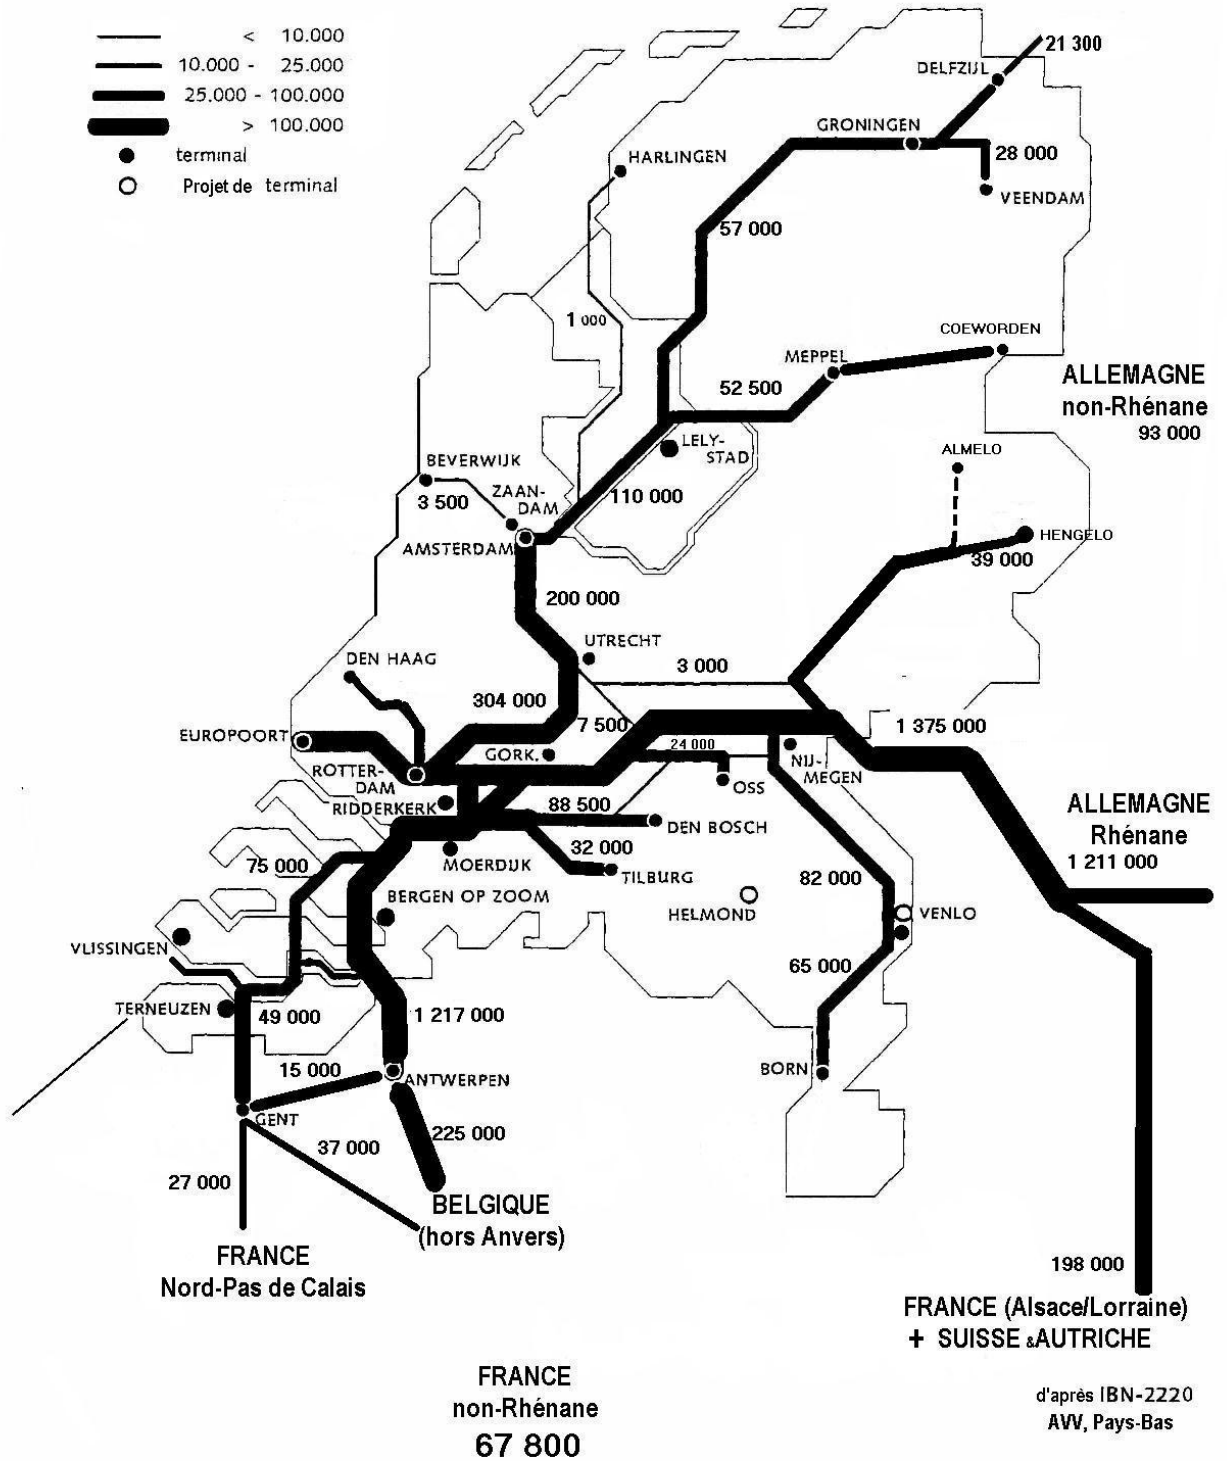 < 10.000
10.000 - 25.000
25.000 - 100.000
> 100.000
terminal
Projet de terminal
21 300
DELFZIJL
GRONINGEN
28 000
VEENDAM
HARLINGEN
57 000
1 000
COEWORDEN
MEPPEL
52 500
ALLEMAGNE
non-Rhénane
93 000
LELY-
STAD
ALMELO
BEVERWIJK
3 500
ZAAN-
DAM
110 000
AMSTERDAM
HENGELO
39 000
200 000
UTRECHT
3 000
DEN HAAG
304 000
7 500
1 375 000
EUROPOORT
GORK.
24 000
NIJ-
MEGEN
ROTTER-
DAM
OSS
RIDDERKERK
88 500
DEN BOSCH
ALLEMAGNE
Rhénane
1 211 000
MOERDIJK
32 000
TILBURG
75 000
82 000
BERGEN OP ZOOM
HELMOND
VENLO
VLISSINGEN
65 000
TERNEUZEN
49 000
1 217 000
15 000
ANTWERPEN
BORN
GENT
37 000
225 000
27 000
BELGIQUE
(hors Anvers)
FRANCE
Nord-Pas de Calais
198 000
FRANCE (Alsace/Lorraine)
+ SUISSE & AUTRICHE
FRANCE
non-Rhénane
67 800
d'après IBN-2220
AVV, Pays-Bas